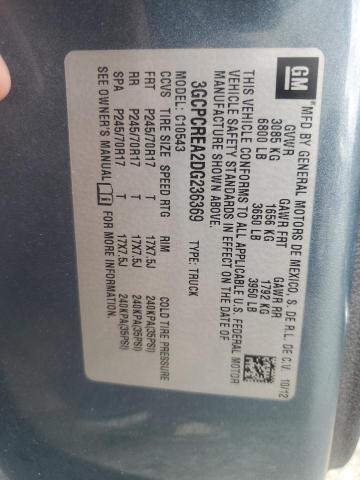 GM
MFD BY GENERAL MOTORS DE MEXICO, S. DE R.L. DE C.V. 10/12
GVWR GAWR FRT GAWR RR
3085 KG 1656 KG 1792 KG
6800 LB 3650 LB 3950 LB
THIS VEHICLE CONFORMS TO ALL APPLICABLE U.S. FEDERAL MOTOR
VEHICLE SAFETY STANDARDS IN EFFECT ON THE DATE OF
MANUFACTURE SHOWN ABOVE.
3GCPCREA2DG236369 TYPE: TRUCK
C10543
CCVS TIRE SIZE SPEED RTG RIM COLD TIRE PRESSURE
FRT P245/70R17 T 17X7.5J 240KPA(35PSI)
RR P245/70R17 T 17X7.5J 240KPA(35PSI)
SPA P245/70R17 T 17X7.5J 240KPA(35PSI)
SEE OWNER'S MANUAL FOR MORE INFORMATION.